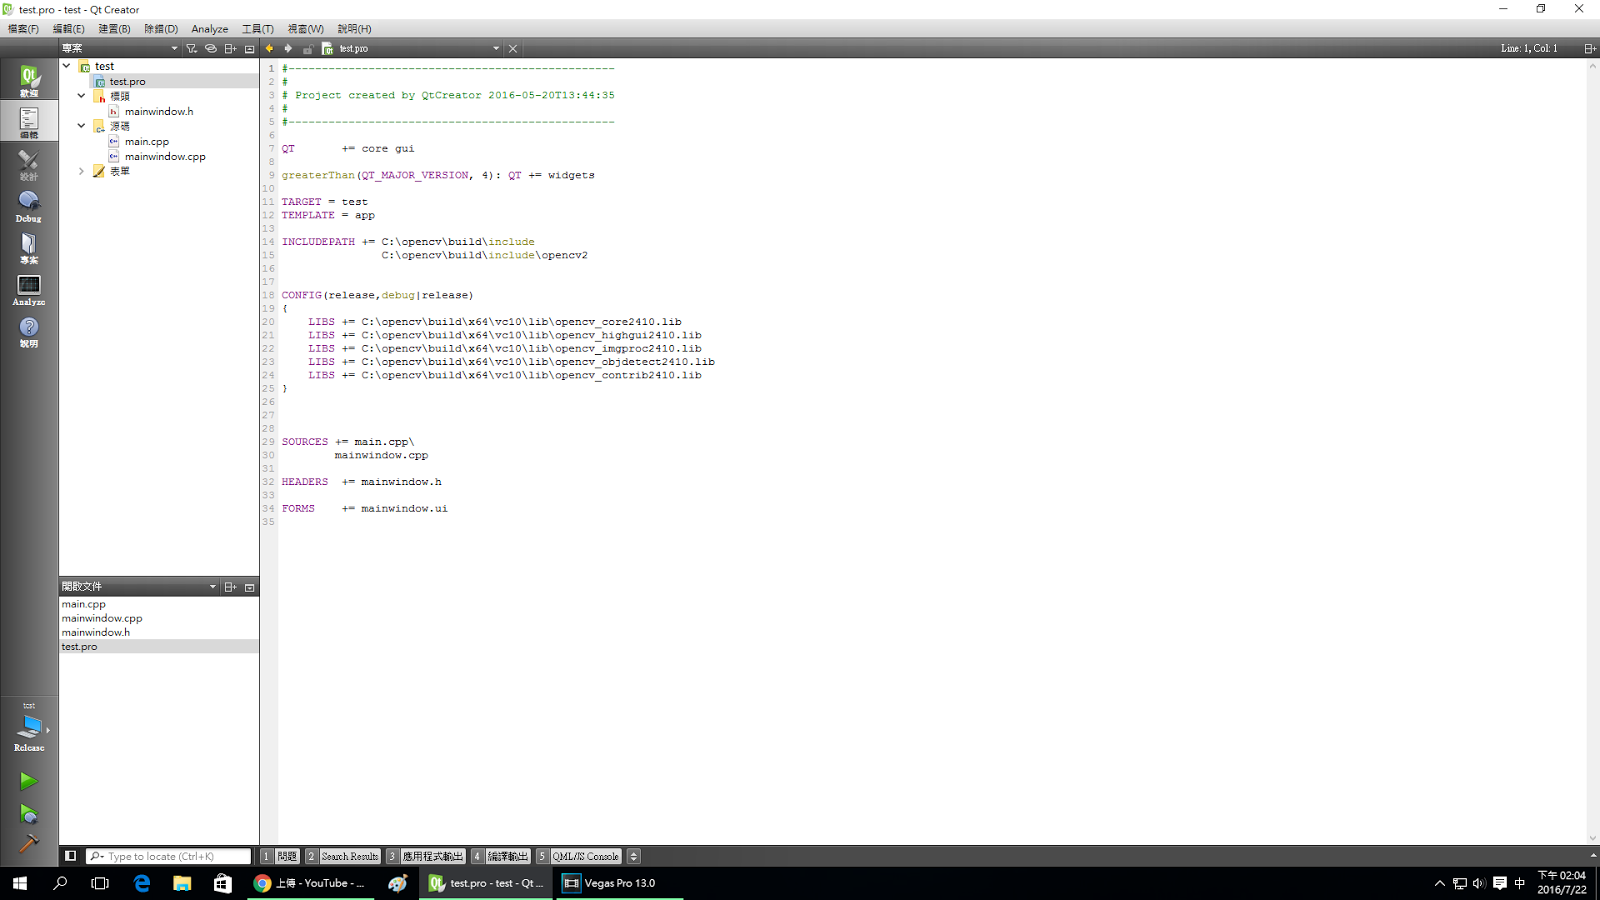 test.pro - test - Qt Creator
檔案(F) 編輯(E) 建置(B) 除錯(D) Analyze 工具(T) 視窗(W) 說明(H)
專案
test.pro
Line: 1, Col: 1
歡迎
編輯
設計
Debug
專案
Analyze
說明
test
test.pro
標頭
mainwindow.h
源碼
main.cpp
mainwindow.cpp
表單
1 #-------------------------------------------------
2 #
3 # Project created by QtCreator 2016-05-20T13:44:35
4 #
5 #-------------------------------------------------
6
7 QT += core gui
8
9 greaterThan(QT_MAJOR_VERSION, 4): QT += widgets
10
11 TARGET = test
12 TEMPLATE = app
13
14 INCLUDEPATH += C:\opencv\build\include
15 C:\opencv\build\include\opencv2
16
17
18 CONFIG(release,debug|release)
19 {
20 LIBS += C:\opencv\build\x64\vc10\lib\opencv_core2410.lib
21 LIBS += C:\opencv\build\x64\vc10\lib\opencv_highgui2410.lib
22 LIBS += C:\opencv\build\x64\vc10\lib\opencv_imgproc2410.lib
23 LIBS += C:\opencv\build\x64\vc10\lib\opencv_objdetect2410.lib
24 LIBS += C:\opencv\build\x64\vc10\lib\opencv_contrib2410.lib
25 }
26
27
28
29 SOURCES += main.cpp\
30 mainwindow.cpp
31
32 HEADERS += mainwindow.h
33
34 FORMS += mainwindow.ui
35
開啟文件
main.cpp
mainwindow.cpp
mainwindow.h
test.pro
test
Release
Type to locate (Ctrl+K)
1 問題 2 Search Results 3 應用程式輸出 4 編譯輸出 5 QML/JS Console
上傳 - YouTube - ...
test.pro - test - Qt ...
Vegas Pro 13.0
中
下午 02:04
2016/7/22